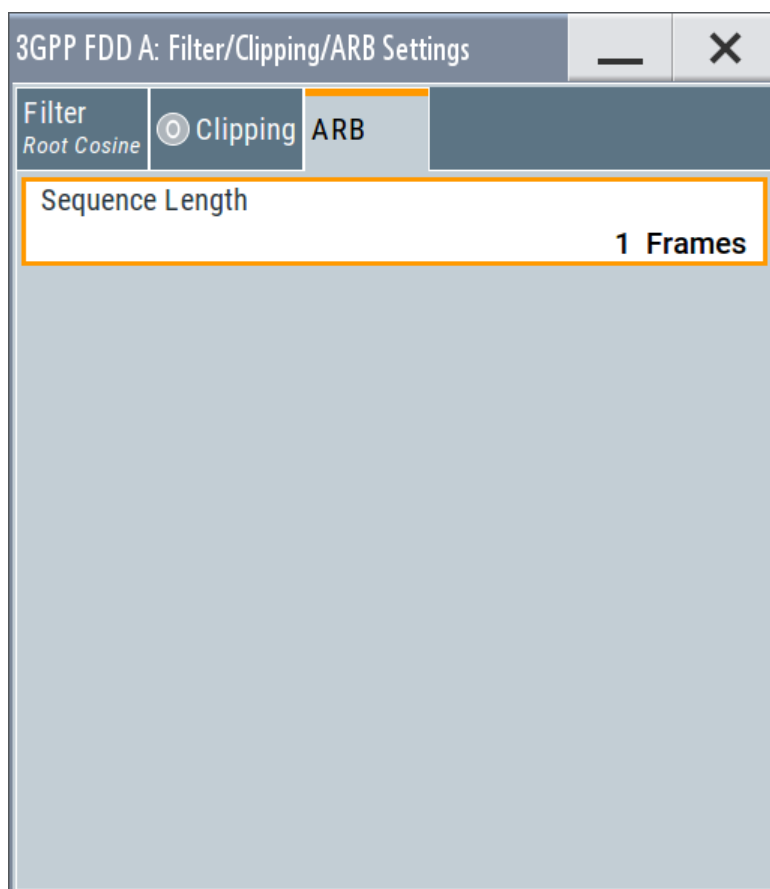 3GPP FDD A: Filter/Clipping/ARB Settings
Filter
Root Cosine
Clipping
ARB
Sequence Length
1 Frames